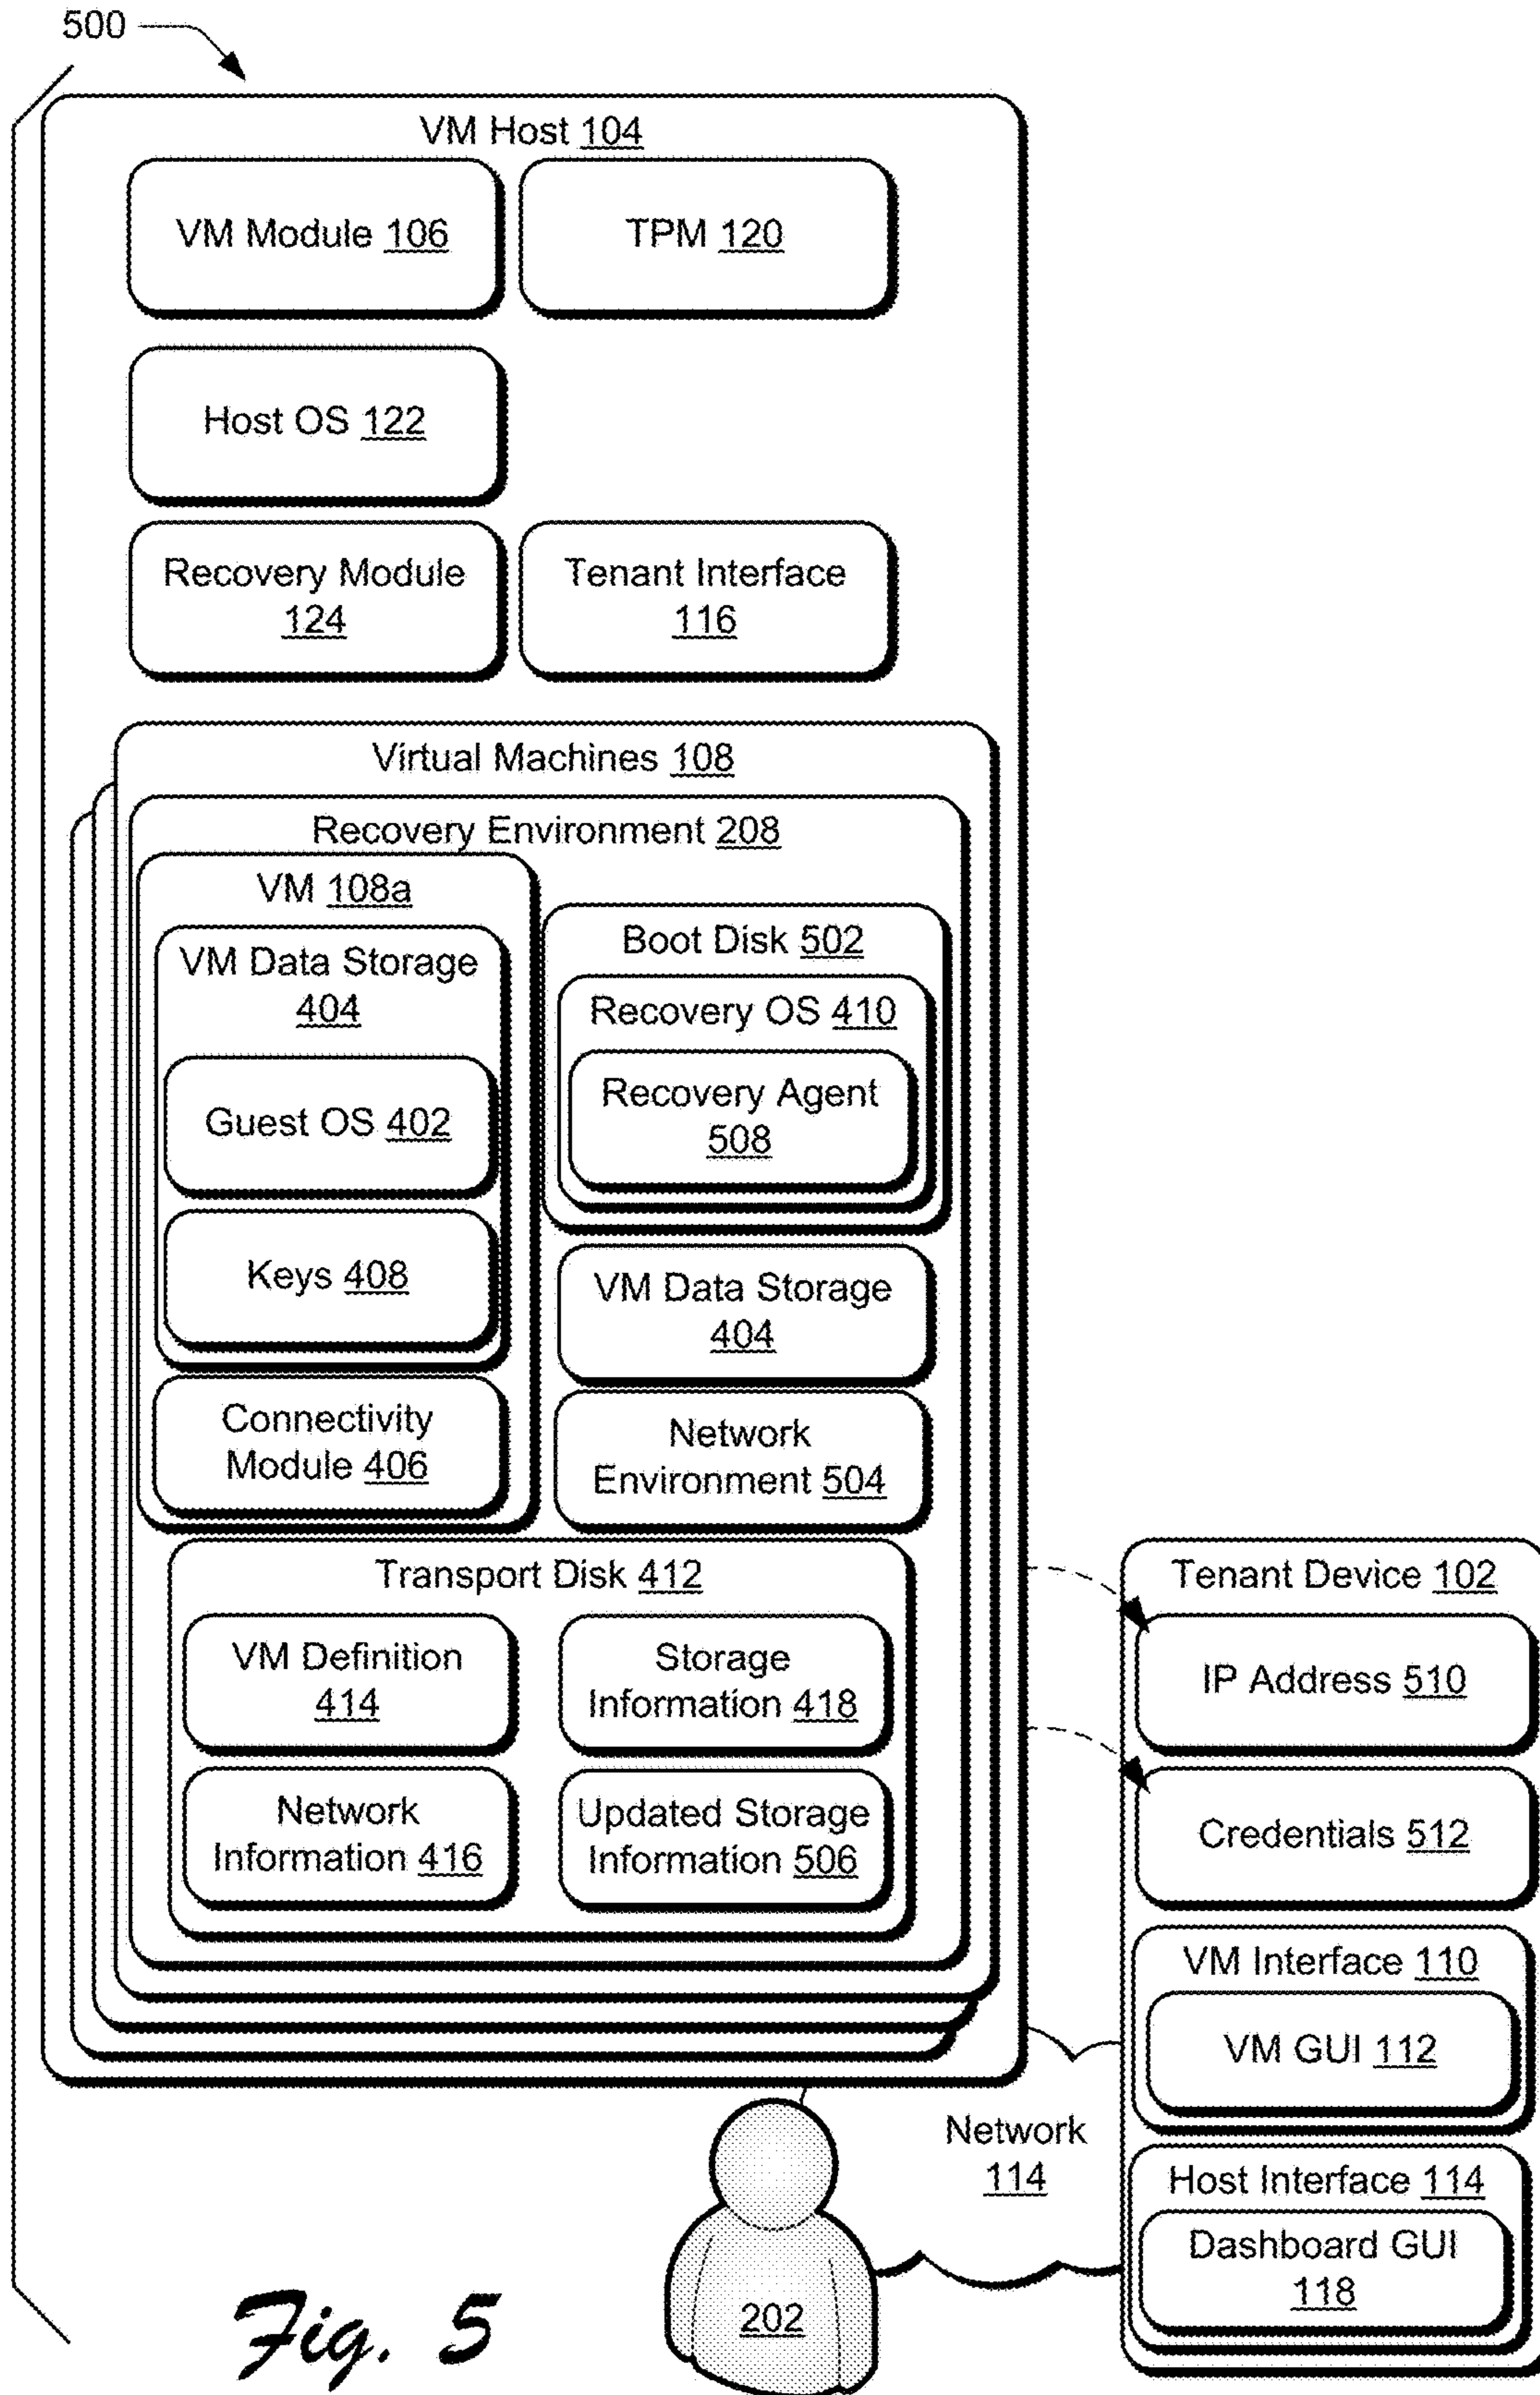 500
VM Host 104
VM Module 106
TPM 120
Host OS 122
Recovery Module
124
Tenant Interface
116
Virtual Machines 108
Recovery Environment 208
VM 108a
VM Data Storage
404
Guest OS 402
Keys 408
Connectivity
Module 406
Boot Disk 502
Recovery OS 410
Recovery Agent
508
VM Data Storage
404
Network
Environment 504
Transport Disk 412
VM Definition
414
Storage
Information 418
Network
Information 416
Updated Storage
Information 506
Tenant Device 102
IP Address 510
Credentials 512
VM Interface 110
VM GUI 112
Host Interface 114
Dashboard GUI
118
Network
114
202
Fig. 5